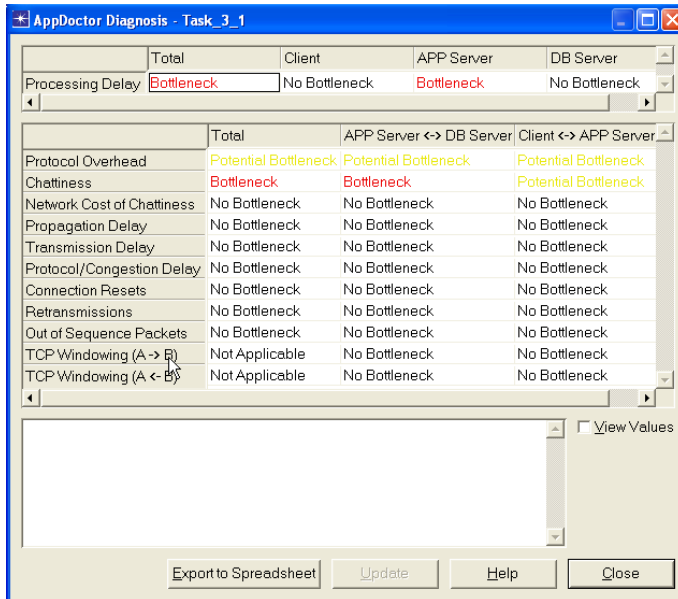 AppDoctor Diagnosis - Task_3_1
Total Client APP Server DB Server
Processing Delay Bottleneck No Bottleneck Bottleneck No Bottleneck
Total APP Server <-> DB Server Client <-> APP Server
Protocol Overhead Potential Bottleneck Potential Bottleneck Potential Bottleneck
Chattiness Bottleneck Bottleneck Potential Bottleneck
Network Cost of Chattiness No Bottleneck No Bottleneck No Bottleneck
Propagation Delay No Bottleneck No Bottleneck No Bottleneck
Transmission Delay No Bottleneck No Bottleneck No Bottleneck
Protocol/Congestion Delay No Bottleneck No Bottleneck No Bottleneck
Connection Resets No Bottleneck No Bottleneck No Bottleneck
Retransmissions No Bottleneck No Bottleneck No Bottleneck
Out of Sequence Packets No Bottleneck No Bottleneck No Bottleneck
TCP Windowing (A -> B) Not Applicable No Bottleneck No Bottleneck
TCP Windowing (A <- B) Not Applicable No Bottleneck No Bottleneck
View Values
Export to Spreadsheet Update Help Close